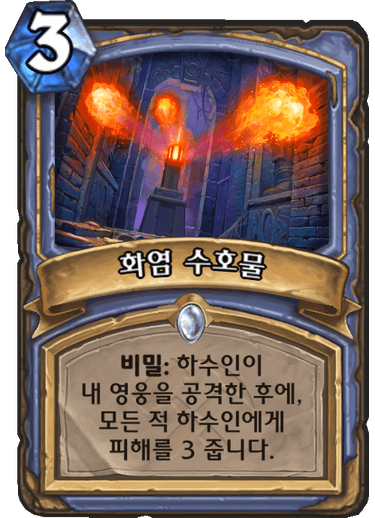 3
화염 수호물
비밀: 하수인이
내 영웅을 공격한 후에,
모든 적 하수인에게
피해를 3 줍니다.